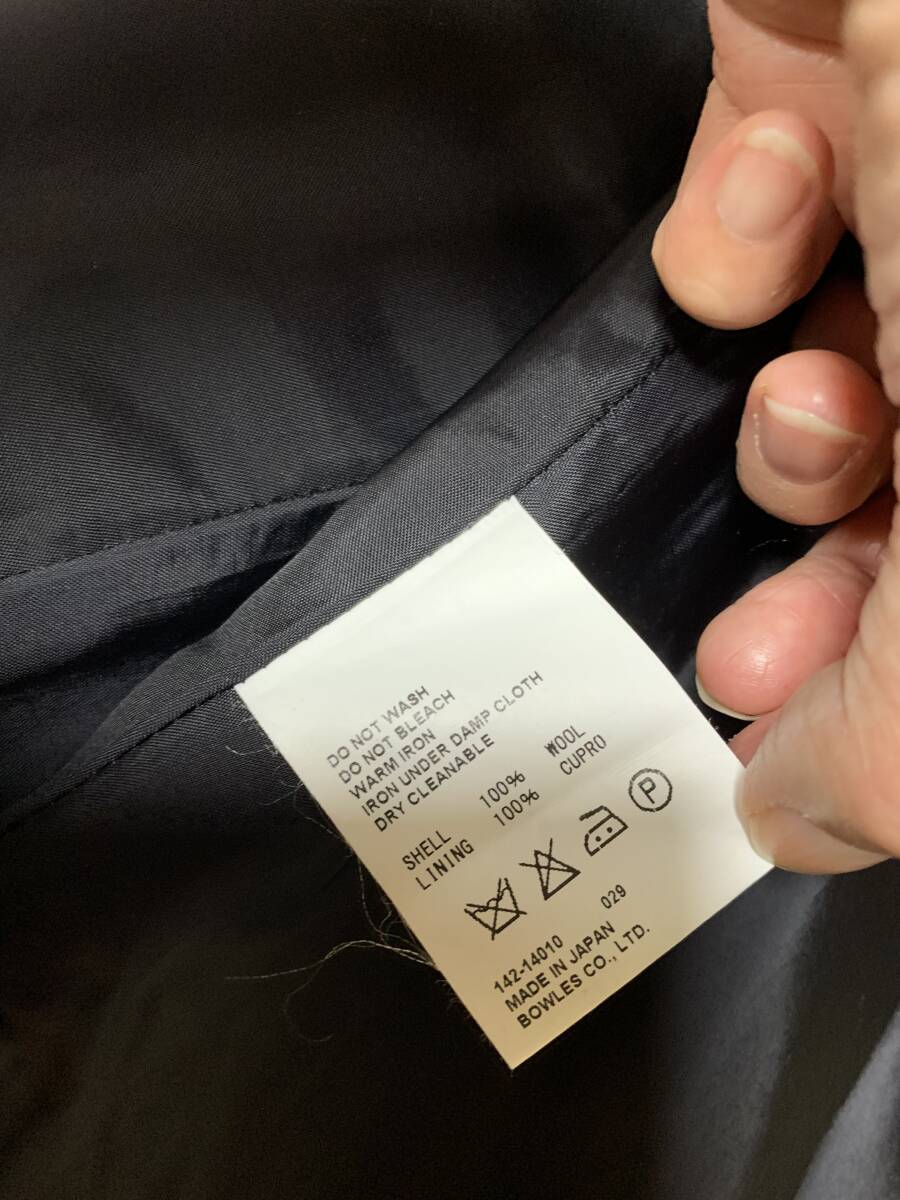 DO NOT WASH
DO NOT BLEACH
WARM IRON
IRON UNDER DAMP CLOTH
DRY CLEANABLE
SHELL 100% WOOL
LINING 100% CUPRO
P
142-14010 029
MADE IN JAPAN
BOWLES CO., LTD.